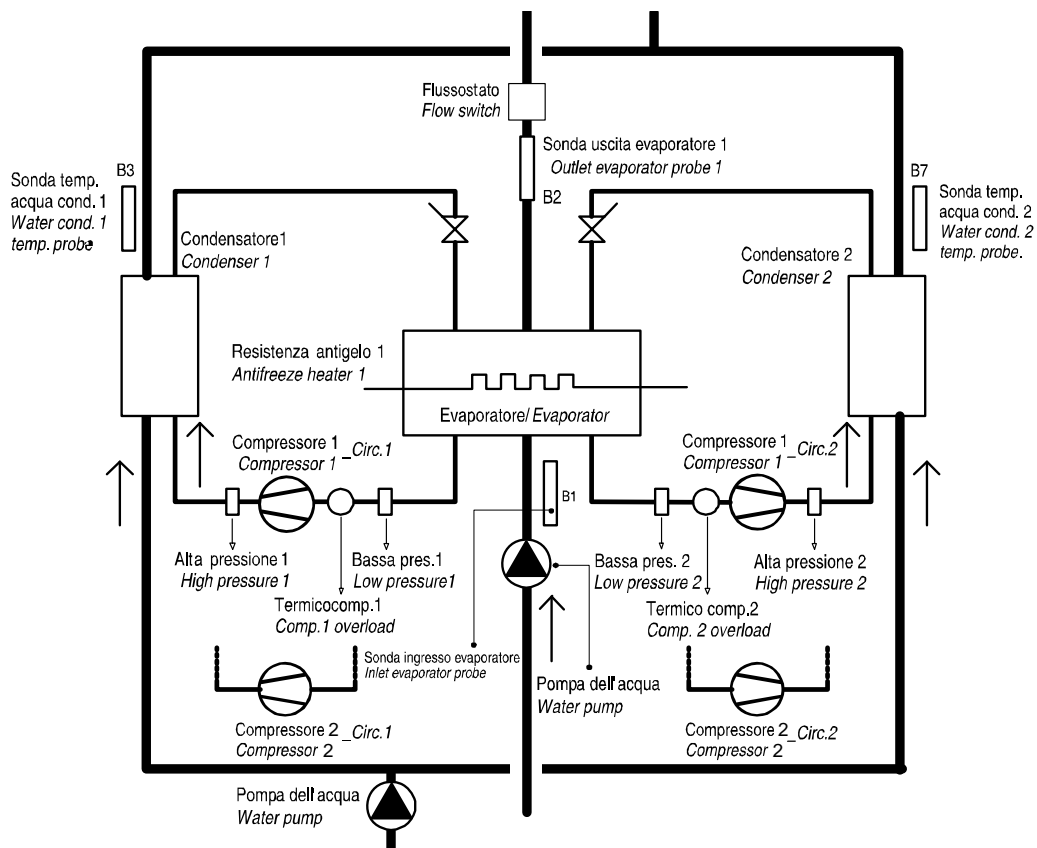 Flussostato
Flow switch
Sonda uscita evaporatore 1
Outlet evaporator probe 1
B2
B3
Sonda temp.
acqua cond. 1
Water cond. 1
temp. probe.
B7
Sonda temp.
acqua cond. 2
Water cond. 2
temp. probe.
Condensatore1
Condenser 1
Condensatore 2
Condenser 2
Resistenza antigelo 1
Antifreeze heater 1
Evaporatore/ Evaporator
Compressore 1 _Circ.1
Compressor 1
Compressore 1 _Circ.2
Compressor 1
B1
Alta pressione 1
High pressure 1
Bassa pres.1
Low pressure1
Bassa pres. 2
Low pressure 2
Alta pressione 2
High pressure 2
Termicocomp.1
Comp.1 overload
Termico comp.2
Comp. 2 overload
Sonda ingresso evaporatore
Inlet evaporator probe
Pompa dell'acqua
Water pump
Compressore 2 _Circ.1
Compressor 2
Compressore 2 _Circ.2
Compressor 2
Pompa dell'acqua
Water pump